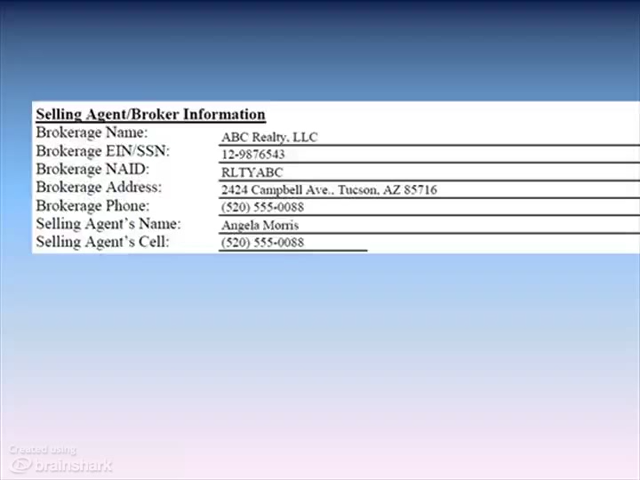 Selling Agent/Broker Information
Brokerage Name: ABC Realty, LLC
Brokerage EIN/SSN: 12-9876543
Brokerage NAID: RLTYABC
Brokerage Address: 2424 Campbell Ave., Tucson, AZ 85716
Brokerage Phone: (520) 555-0088
Selling Agent's Name: Angela Morris
Selling Agent's Cell: (520) 555-0088
Created using
brainshark